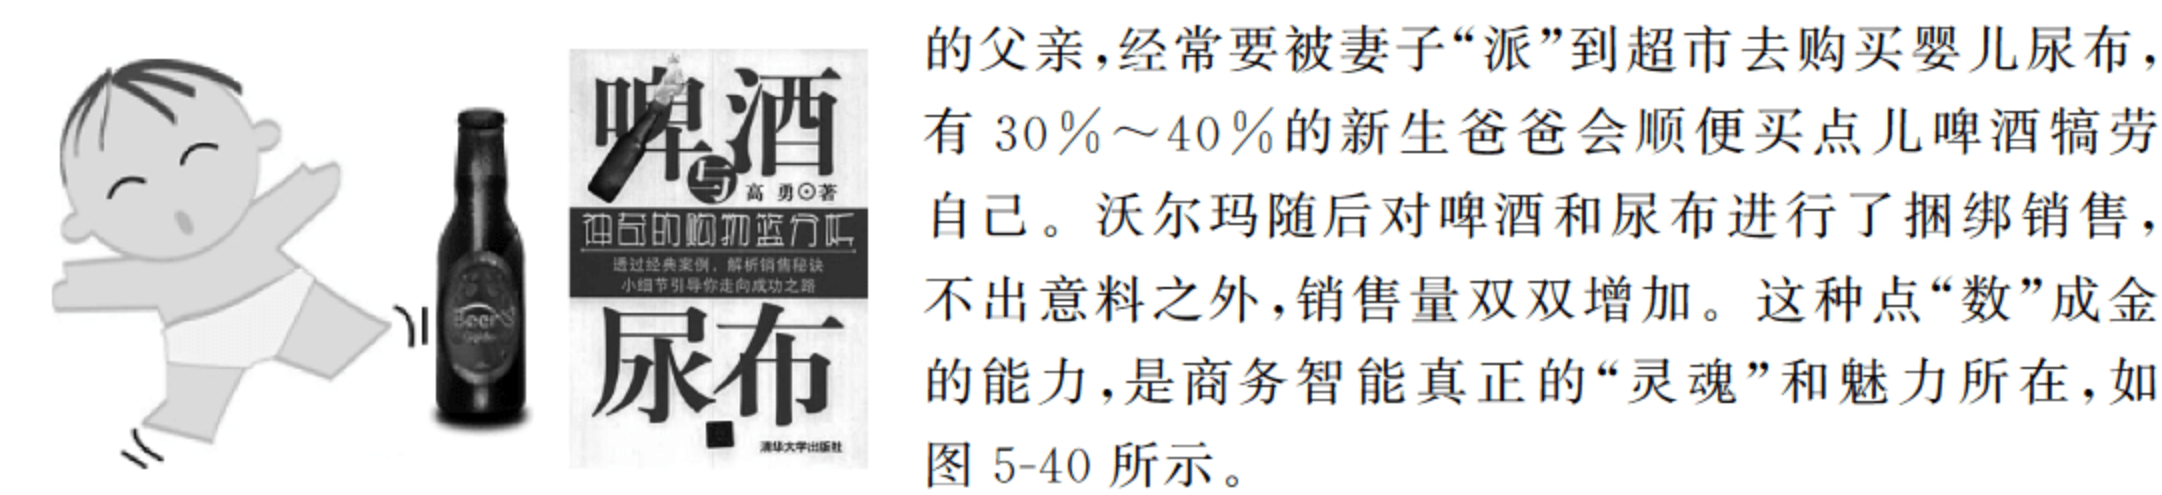 啤酒
与
高 勇⊙著
神奇的购物篮分析
透过经典案例，解析销售秘诀
小细节引导你走向成功之路
尿布
清华大学出版社
Beer
的父亲，经常要被妻子“派”到超市去购买婴儿尿布，
有 30％～40％的新生爸爸会顺便买点儿啤酒犒劳
自己。沃尔玛随后对啤酒和尿布进行了捆绑销售，
不出意料之外，销售量双双增加。这种点“数”成金
的能力，是商务智能真正的“灵魂”和魅力所在，如
图 5-40 所示。